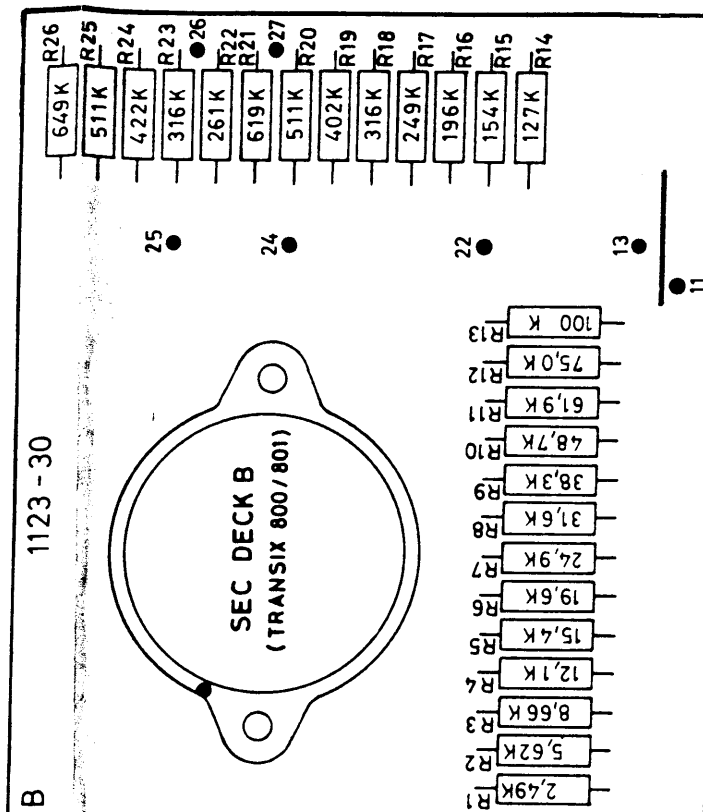 B
1123-30
R26
649K
R25
511K
R24
422K
R23
316K
26
R22
261K
R21
619K
27
R20
511K
R19
402K
R18
316K
R17
249K
R16
196K
R15
154K
R14
127K
25
24
22
13
11
SEC DECK B
(TRANSIX 800/801)
R13
100 K
R12
75,0K
R11
61,9K
R10
48,7K
R9
38,3K
R8
31,6K
R7
24,9K
R6
19,6K
R5
15,4K
R4
12,1K
R3
8,66K
R2
5,62K
R1
2,49K